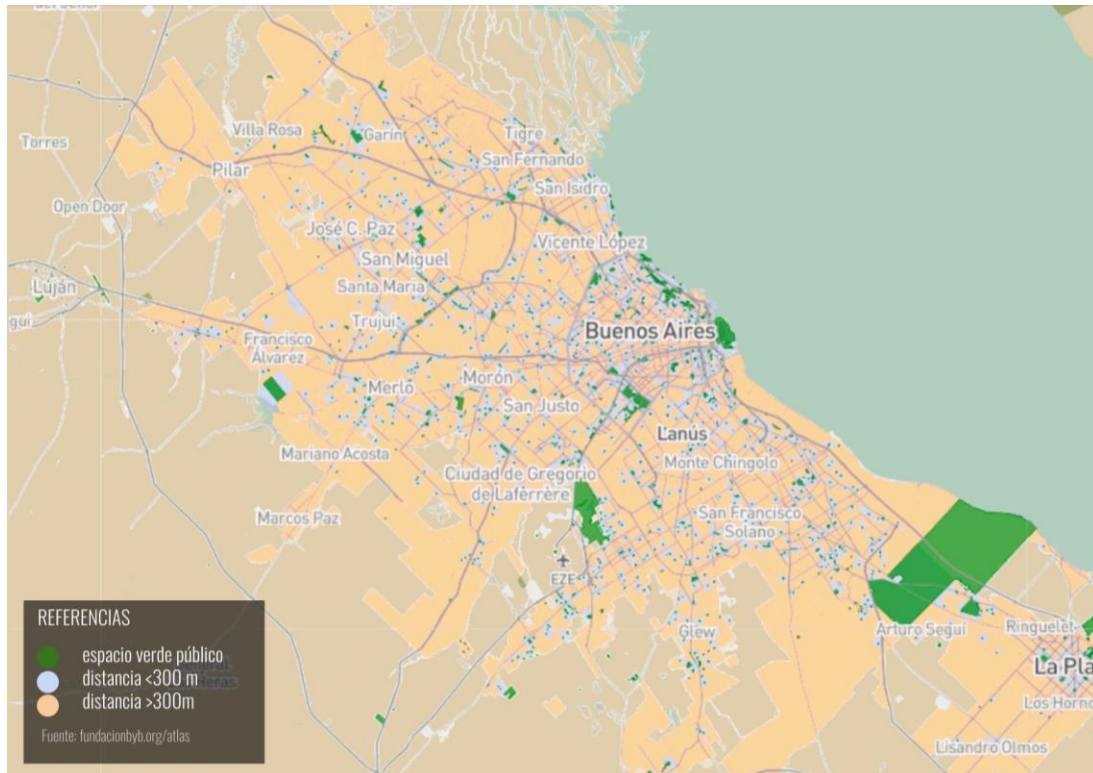 Torres
Villa Rosa
Garín
Tigre
San Fernando
Pilar
San Isidro
Open Door
José C. Paz
Vicente López
San Miguel
Luján
Santa Maria
Trujui
Buenos Aires
Francisco
Álvarez
Merlo
Morón
San Justo
Lanús
Mariano Acosta
Monte Chingolo
Ciudad de Gregorio
de Laferrère
Marcos Paz
San Francisco
Solano
EZE
Glew
Arturo Seguí
Ringuelet
La Pla
Los Horno
Lisandro Olmos
REFERENCIAS
espacio verde público
distancia <300 m
distancia >300m
Fuente: fundacionbyb.org/atlas